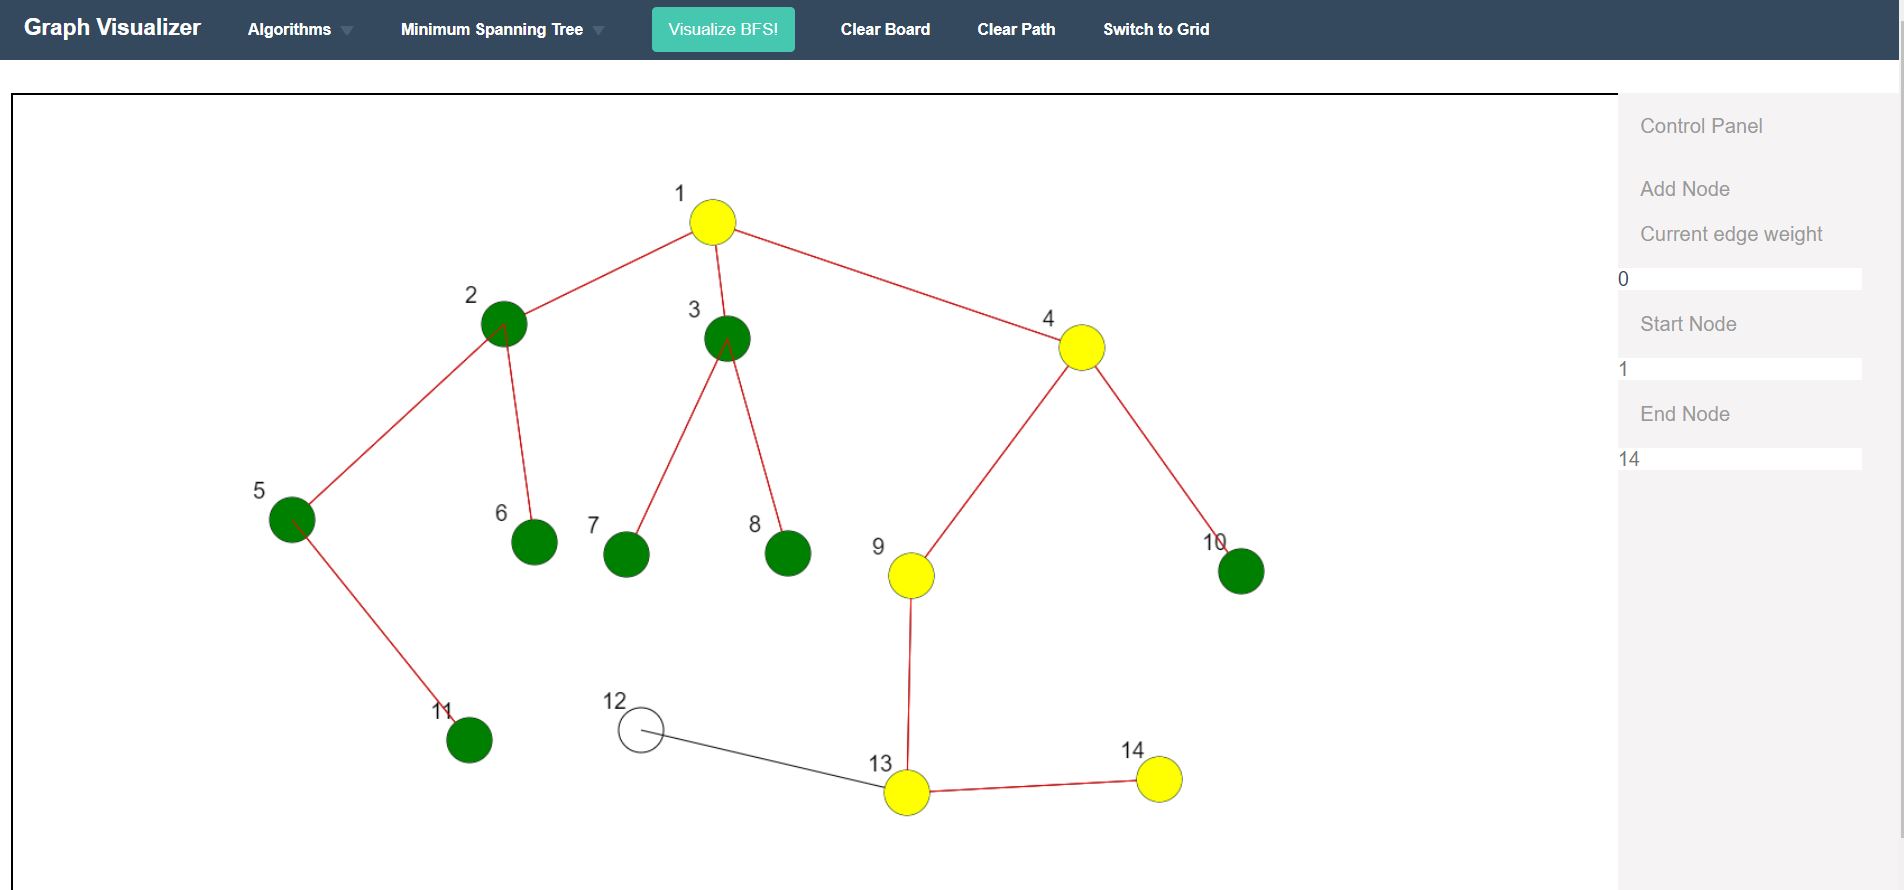 Graph Visualizer Algorithms Minimum Spanning Tree Visualize BFS! Clear Board Clear Path Switch to Grid
Control Panel
Add Node
Current edge weight
0
Start Node
1
End Node
14
1
2
3
4
5
6
7
8
9
10
11
12
13
14